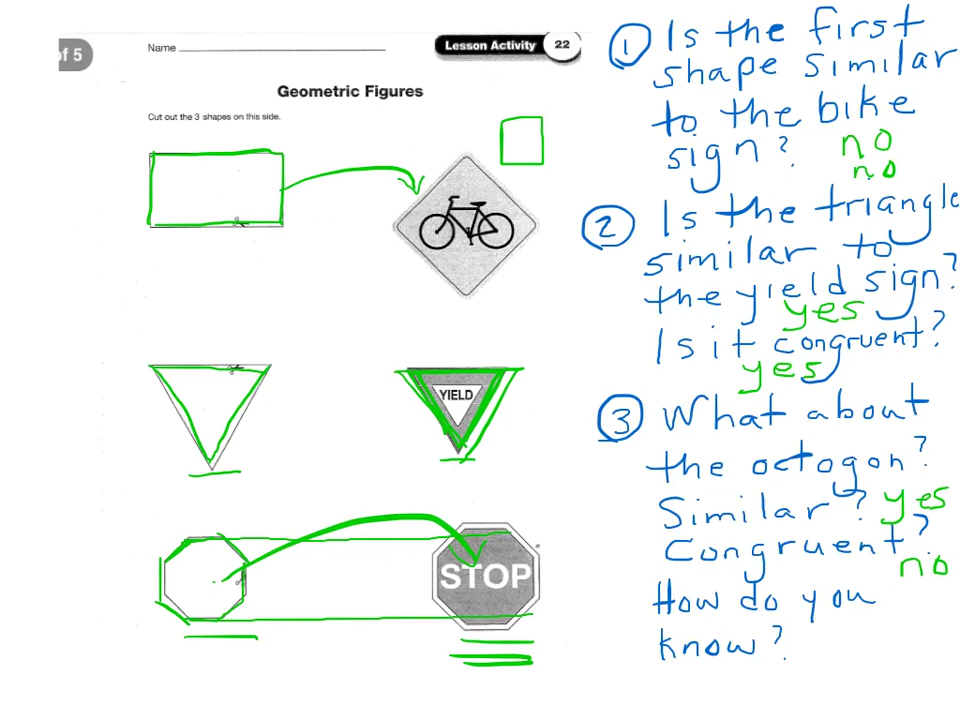 of 5
Name
Lesson Activity 22
Geometric Figures
Cut out the 3 shapes on this side.
YIELD
STOP
1 Is the first
shape similar
to the bike
sign? no
no
2 Is the triangle
similar to
the yield sign?
yes
Is it congruent?
yes
3 What about
the octogon?
Similar? yes
Congruent?
no
How do you
know?